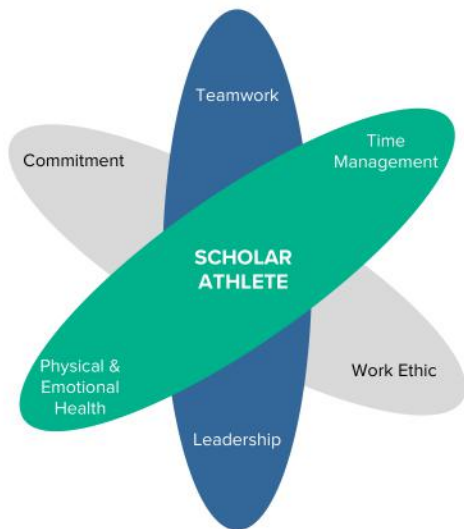 Teamwork
Time
Management
Commitment
SCHOLAR
ATHLETE
Physical &
Emotional
Health
Work Ethic
Leadership